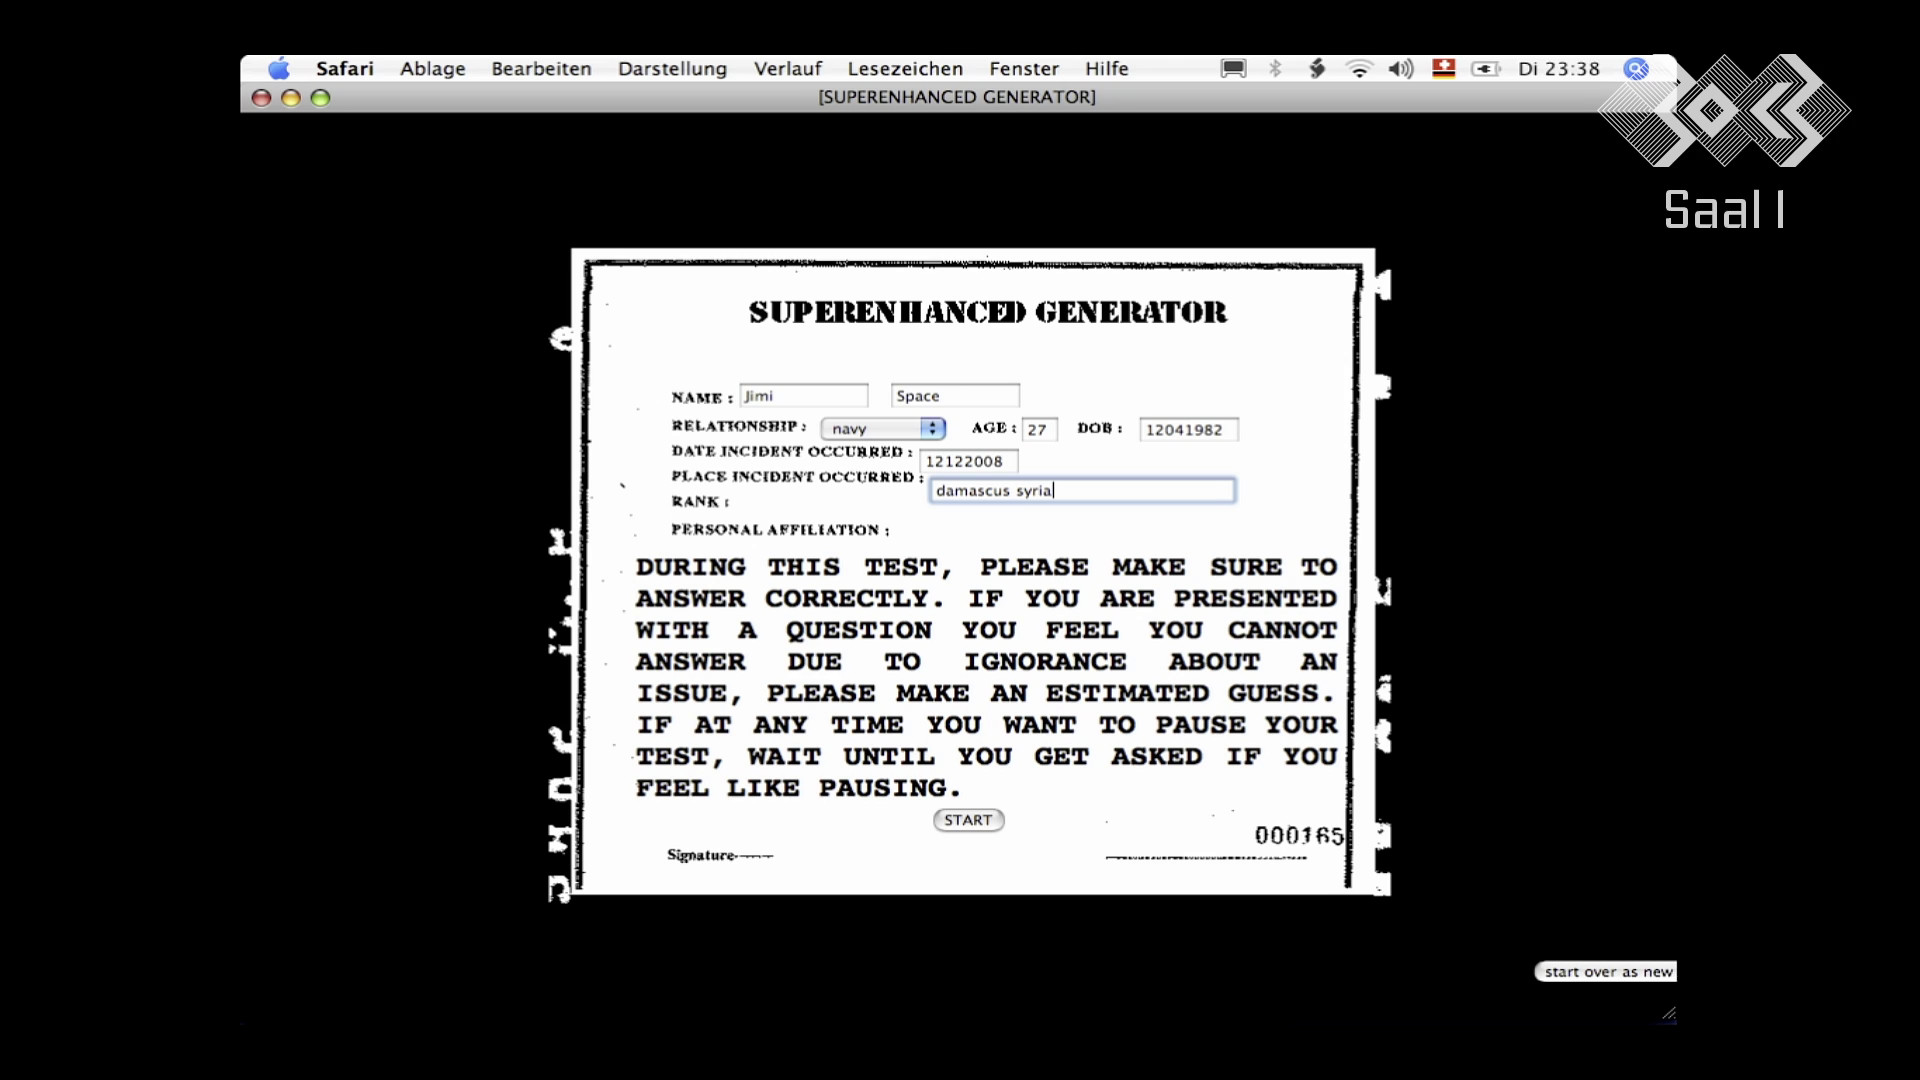 Safari Ablage Bearbeiten Darstellung Verlauf Lesezeichen Fenster Hilfe Di 23:38
[SUPERENHANCED GENERATOR]
Saal 1
SUPERENHANCED GENERATOR
NAME : Jimi Space
RELATIONSHIP : navy AGE : 27 DOB : 12041982
DATE INCIDENT OCCURRED : 12122008
PLACE INCIDENT OCCURRED : damascus syria
RANK :
PERSONAL AFFILIATION :
DURING THIS TEST, PLEASE MAKE SURE TO
ANSWER CORRECTLY. IF YOU ARE PRESENTED
WITH A QUESTION YOU FEEL YOU CANNOT
ANSWER DUE TO IGNORANCE ABOUT AN
ISSUE, PLEASE MAKE AN ESTIMATED GUESS.
IF AT ANY TIME YOU WANT TO PAUSE YOUR
TEST, WAIT UNTIL YOU GET ASKED IF YOU
FEEL LIKE PAUSING.
START
000165
Signature
start over as new